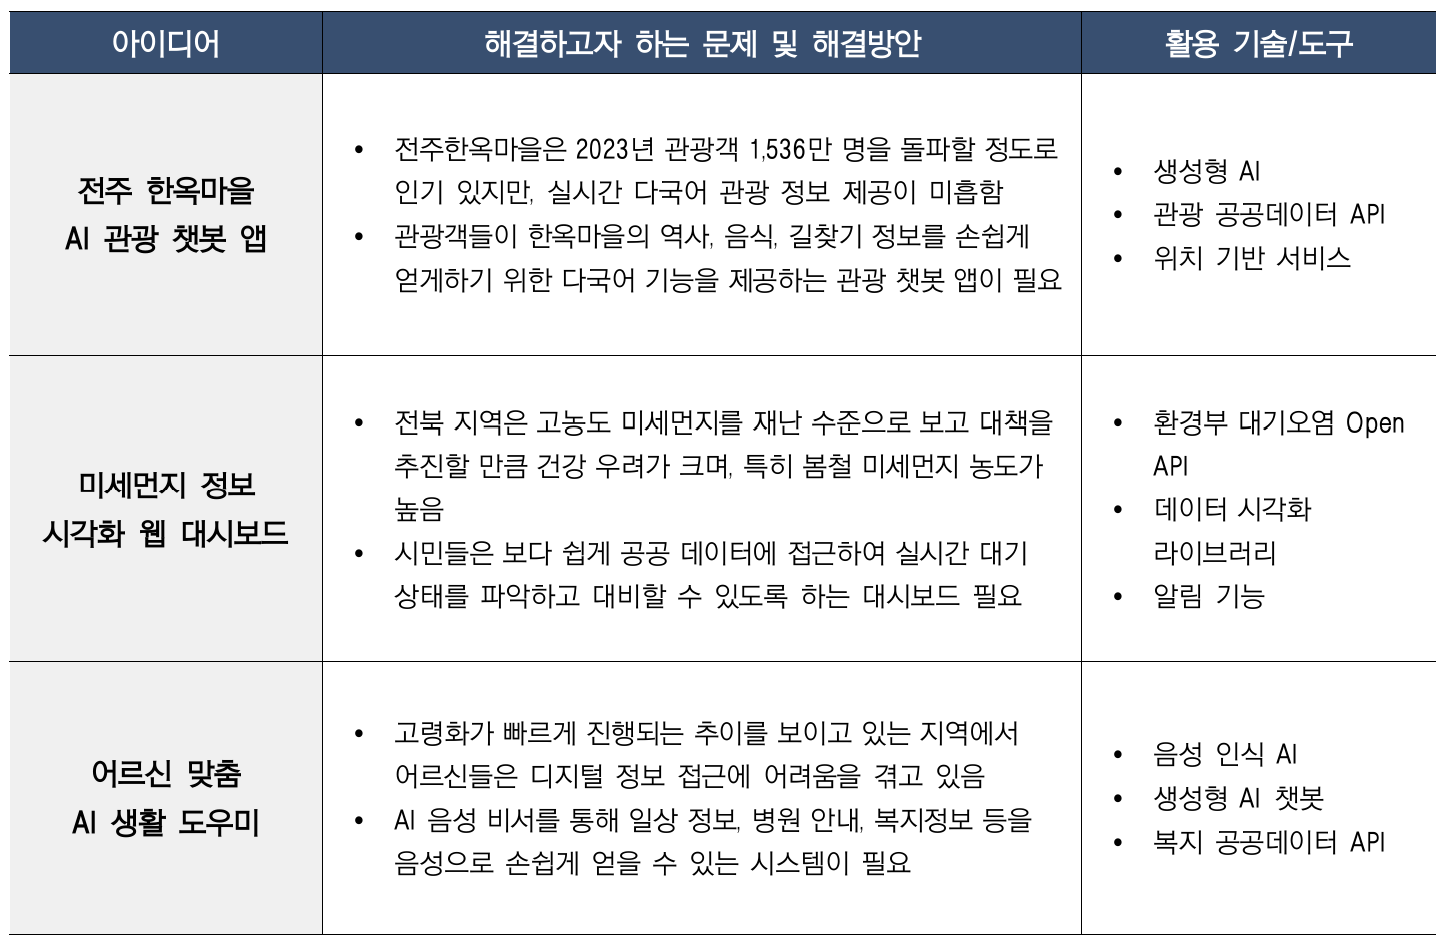 아이디어
해결하고자 하는 문제 및 해결방안
활용 기술/도구
전주 한옥마을
AI 관광 챗봇 앱
• 전주한옥마을은 2023년 관광객 1,536만 명을 돌파할 정도로
인기 있지만, 실시간 다국어 관광 정보 제공이 미흡함
• 관광객들이 한옥마을의 역사, 음식, 길찾기 정보를 손쉽게
얻게하기 위한 다국어 기능을 제공하는 관광 챗봇 앱이 필요
• 생성형 AI
• 관광 공공데이터 API
• 위치 기반 서비스
미세먼지 정보
시각화 웹 대시보드
• 전북 지역은 고농도 미세먼지를 재난 수준으로 보고 대책을
추진할 만큼 건강 우려가 크며, 특히 봄철 미세먼지 농도가
높음
• 시민들은 보다 쉽게 공공 데이터에 접근하여 실시간 대기
상태를 파악하고 대비할 수 있도록 하는 대시보드 필요
• 환경부 대기오염 Open
API
• 데이터 시각화
라이브러리
• 알림 기능
어르신 맞춤
AI 생활 도우미
• 고령화가 빠르게 진행되는 추이를 보이고 있는 지역에서
어르신들은 디지털 정보 접근에 어려움을 겪고 있음
• AI 음성 비서를 통해 일상 정보, 병원 안내, 복지정보 등을
음성으로 손쉽게 얻을 수 있는 시스템이 필요
• 음성 인식 AI
• 생성형 AI 챗봇
• 복지 공공데이터 API